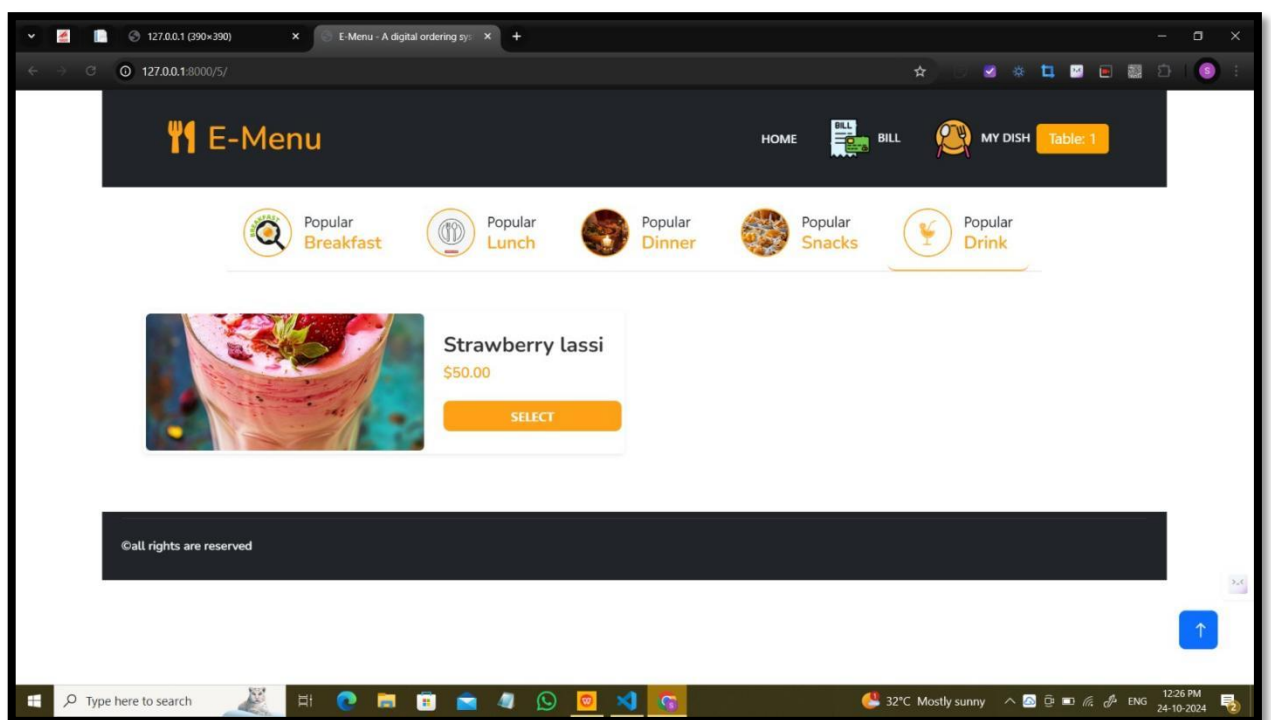 127.0.0.1 (390×390)
E-Menu - A digital ordering sys
127.0.0.1:8000/5/
S
E-Menu
HOME
BILL
BILL
MY DISH
Table: 1
BREAKFAST
Popular
Breakfast
Popular
Lunch
Popular
Dinner
Popular
Snacks
Popular
Drink
Strawberry lassi
$50.00
SELECT
©all rights are reserved
Type here to search
32°C Mostly sunny
ENG
12:26 PM
24-10-2024
2